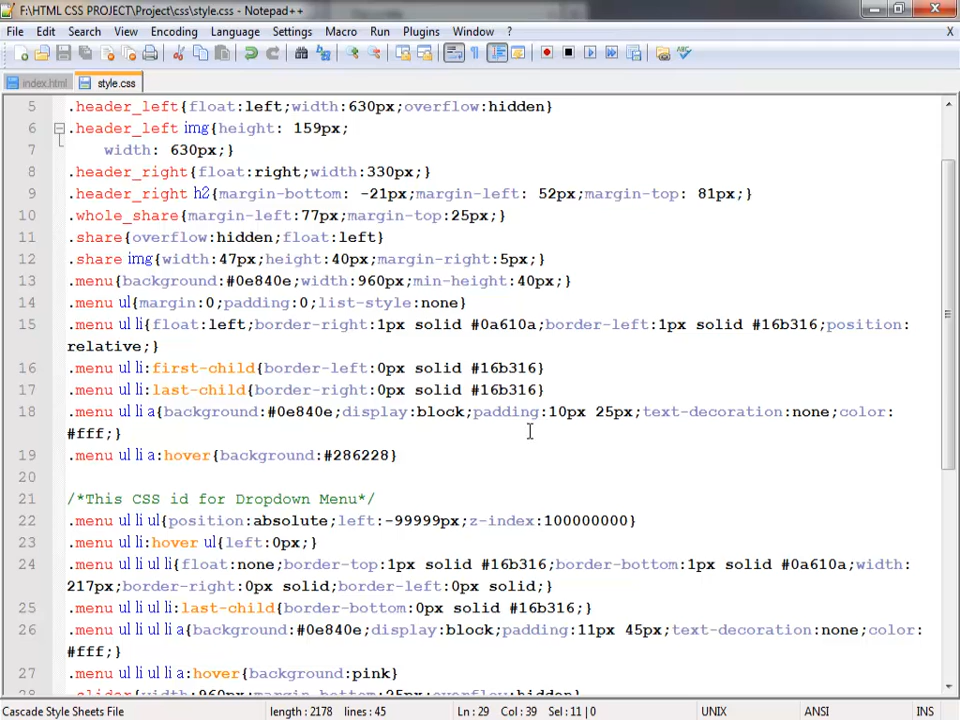 F:\HTML CSS PROJECT\Project\css\style.css - Notepad++
File Edit Search View Encoding Language Settings Macro Run Plugins Window ? X
index.html style.css
5 .header_left{float:left;width:630px;overflow:hidden}
6 .header_left img{height: 159px;
7 width: 630px;}
8 .header_right{float:right;width:330px;}
9 .header_right h2{margin-bottom: -21px;margin-left: 52px;margin-top: 81px;}
10 .whole_share{margin-left:77px;margin-top:25px;}
11 .share{overflow:hidden;float:left}
12 .share img{width:47px;height:40px;margin-right:5px;}
13 .menu{background:#0e840e;width:960px;min-height:40px;}
14 .menu ul{margin:0;padding:0;list-style:none}
15 .menu ul li{float:left;border-right:1px solid #0a610a;border-left:1px solid #16b316;position:
relative;}
16 .menu ul li:first-child{border-left:0px solid #16b316}
17 .menu ul li:last-child{border-right:0px solid #16b316}
18 .menu ul li a{background:#0e840e;display:block;padding:10px 25px;text-decoration:none;color:
#fff;}
19 .menu ul li a:hover{background:#286228}
20
21 /*This CSS id for Dropdown Menu*/
22 .menu ul li ul{position:absolute;left:-99999px;z-index:100000000}
23 .menu ul li:hover ul{left:0px;}
24 .menu ul li ul li{float:none;border-top:1px solid #16b316;border-bottom:1px solid #0a610a;width:
217px;border-right:0px solid;border-left:0px solid;}
25 .menu ul li ul li:last-child{border-bottom:0px solid #16b316;}
26 .menu ul li ul li a{background:#0e840e;display:block;padding:11px 45px;text-decoration:none;color:
#fff;}
27 .menu ul li ul li a:hover{background:pink}
28 .slider{width:960px;margin-bottom:25px;overflow:hidden}
Cascade Style Sheets File length : 2178 lines : 45 Ln : 29 Col : 39 Sel : 11 | 0 UNIX ANSI INS